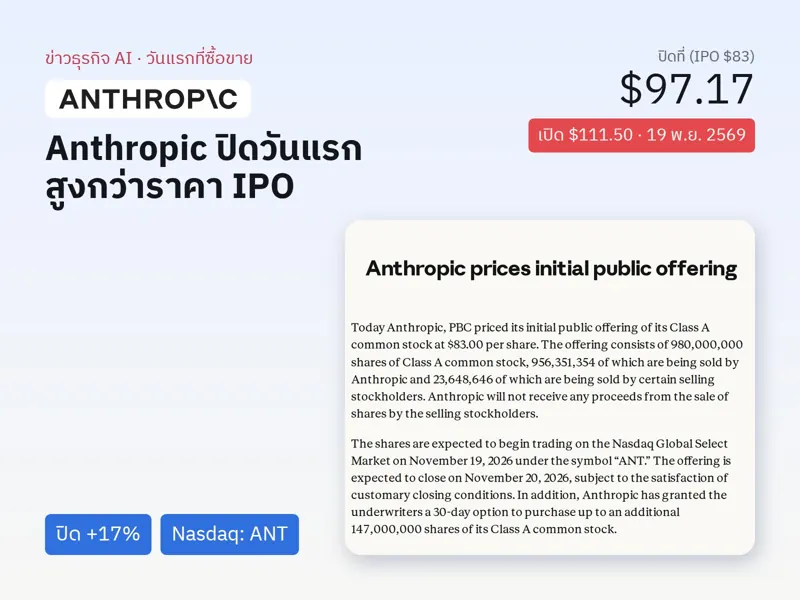 ข่าวธุรกิจ AI · วันแรกที่ซื้อขาย
ANTHROP\C
Anthropic ปิดวันแรก
สูงกว่าราคา IPO
ปิดที่ (IPO $83)
$97.17
เปิด $111.50 · 19 พ.ย. 2569
Anthropic prices initial public offering
Today Anthropic, PBC priced its initial public offering of its Class A
common stock at $83.00 per share. The offering consists of 980,000,000
shares of Class A common stock, 956,351,354 of which are being sold by
Anthropic and 23,648,646 of which are being sold by certain selling
stockholders. Anthropic will not receive any proceeds from the sale of
shares by the selling stockholders.
The shares are expected to begin trading on the Nasdaq Global Select
Market on November 19, 2026 under the symbol “ANT.” The offering is
expected to close on November 20, 2026, subject to the satisfaction of
customary closing conditions. In addition, Anthropic has granted the
underwriters a 30-day option to purchase up to an additional
147,000,000 shares of its Class A common stock.
ปิด +17%
Nasdaq: ANT